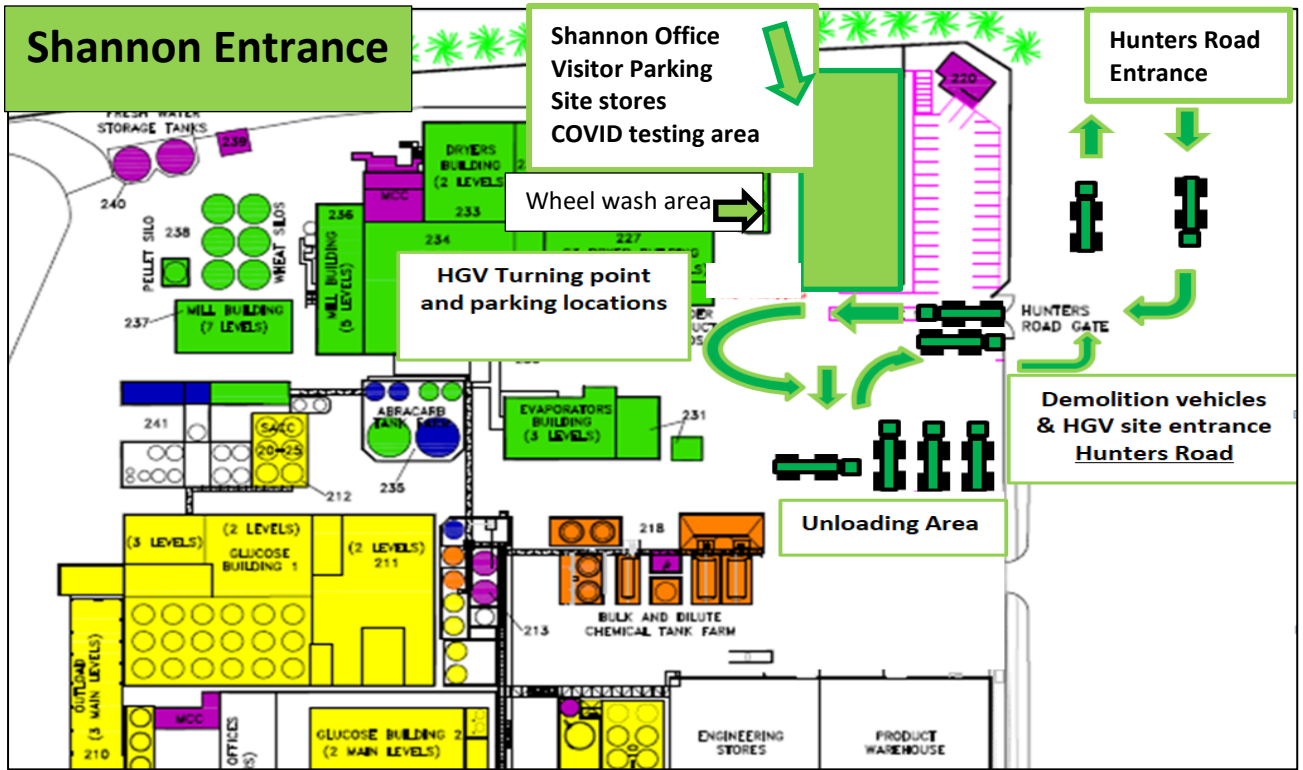 Shannon Entrance
Shannon Office
Visitor Parking
Site stores
COVID testing area
Hunters Road
Entrance
220
STORAGE TANKS
239
240
PELLET SILO
238
WHEAT SILOS
DRYERS
BUILDING
(2 LEVELS)
233
MCC
236
MILL BUILDING
(5 LEVELS)
234
227
Wheel wash area
HGV Turning point
and parking locations
237
MILL BUILDING
(7 LEVELS)
HUNTERS
ROAD GATE
Demolition vehicles
& HGV site entrance
Hunters Road
241
SACC
20-25
212
ABRACARB
TANK FARM
235
EVAPORATORS
BUILDING
(3 LEVELS)
231
Unloading Area
(3 LEVELS)
(2 LEVELS)
GLUCOSE
BUILDING 1
(2 LEVELS)
211
218
BULK AND DILUTE
CHEMICAL TANK FARM
213
OUTLOAD
(3 MAIN LEVELS)
210
MCC
OFFICES
GLUCOSE BUILDING 2
(2 MAIN LEVELS)
ENGINEERING
STORES
PRODUCT
WAREHOUSE